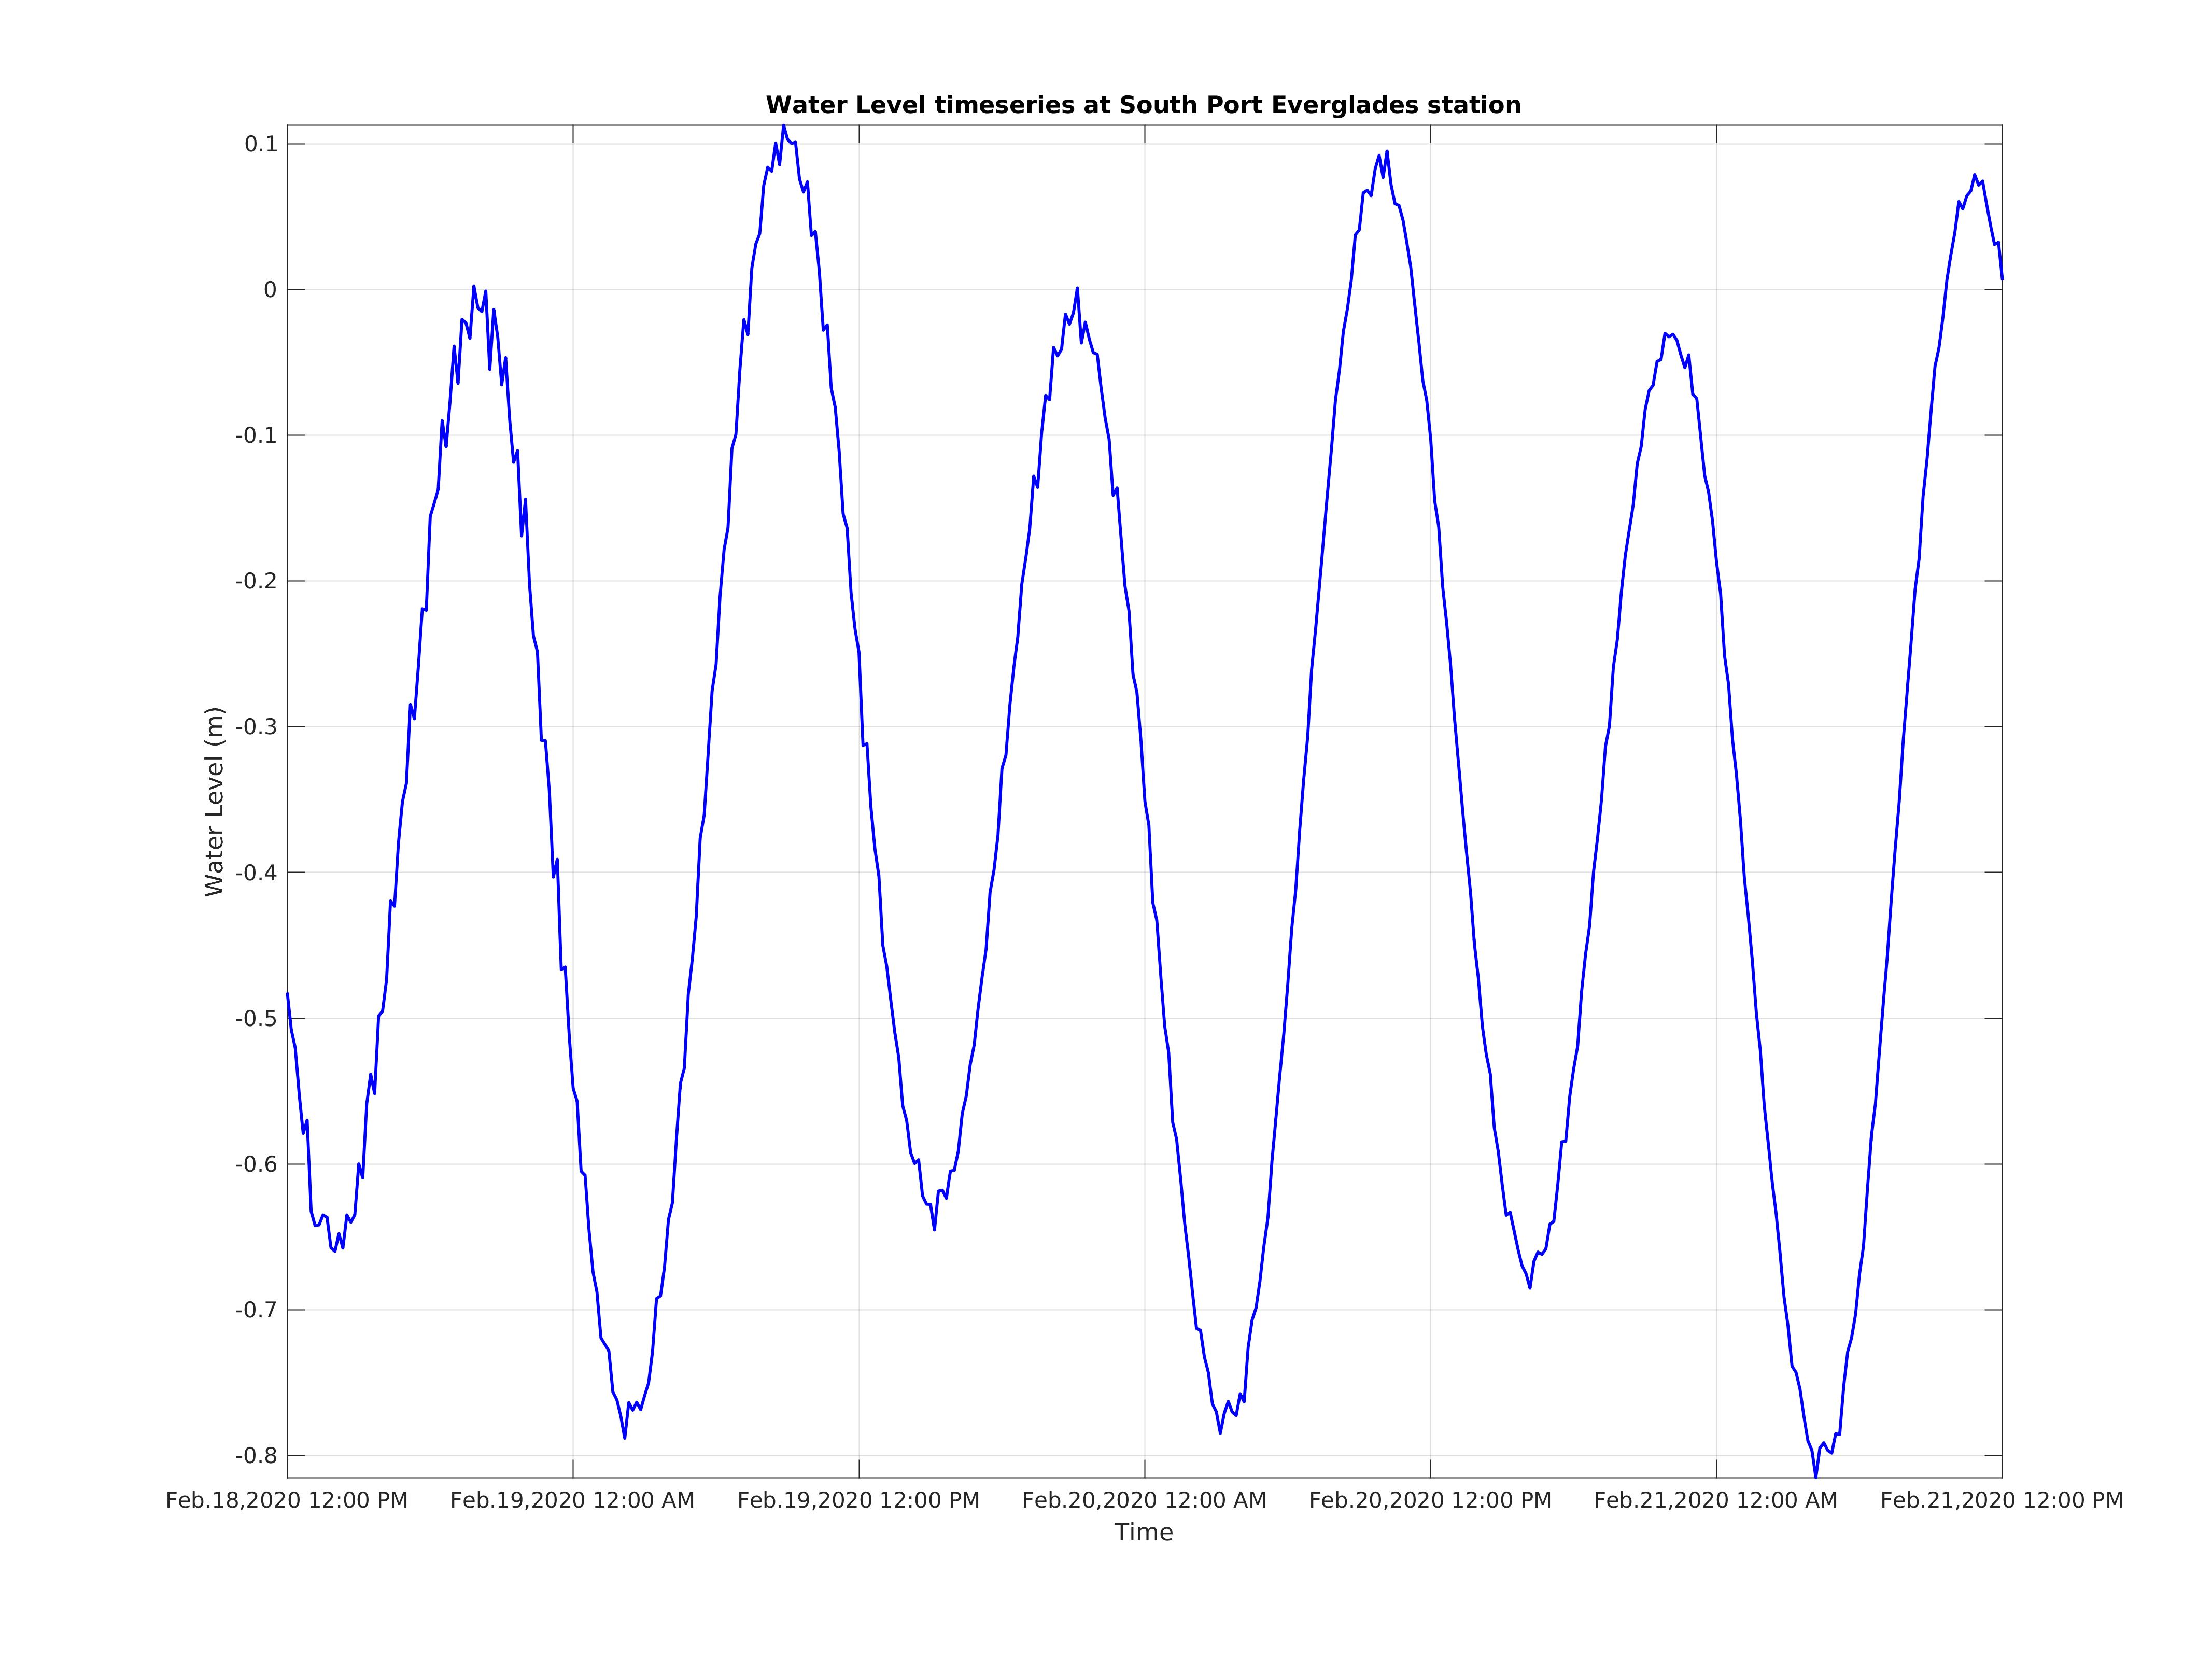 Water Level timeseries at South Port Everglades station
0.1
0
-0.1
-0.2
-0.3
-0.4
-0.5
-0.6
-0.7
-0.8
Water Level (m)
Feb.18,2020 12:00 PM
Feb.19,2020 12:00 AM
Feb.19,2020 12:00 PM
Feb.20,2020 12:00 AM
Feb.20,2020 12:00 PM
Feb.21,2020 12:00 AM
Feb.21,2020 12:00 PM
Time